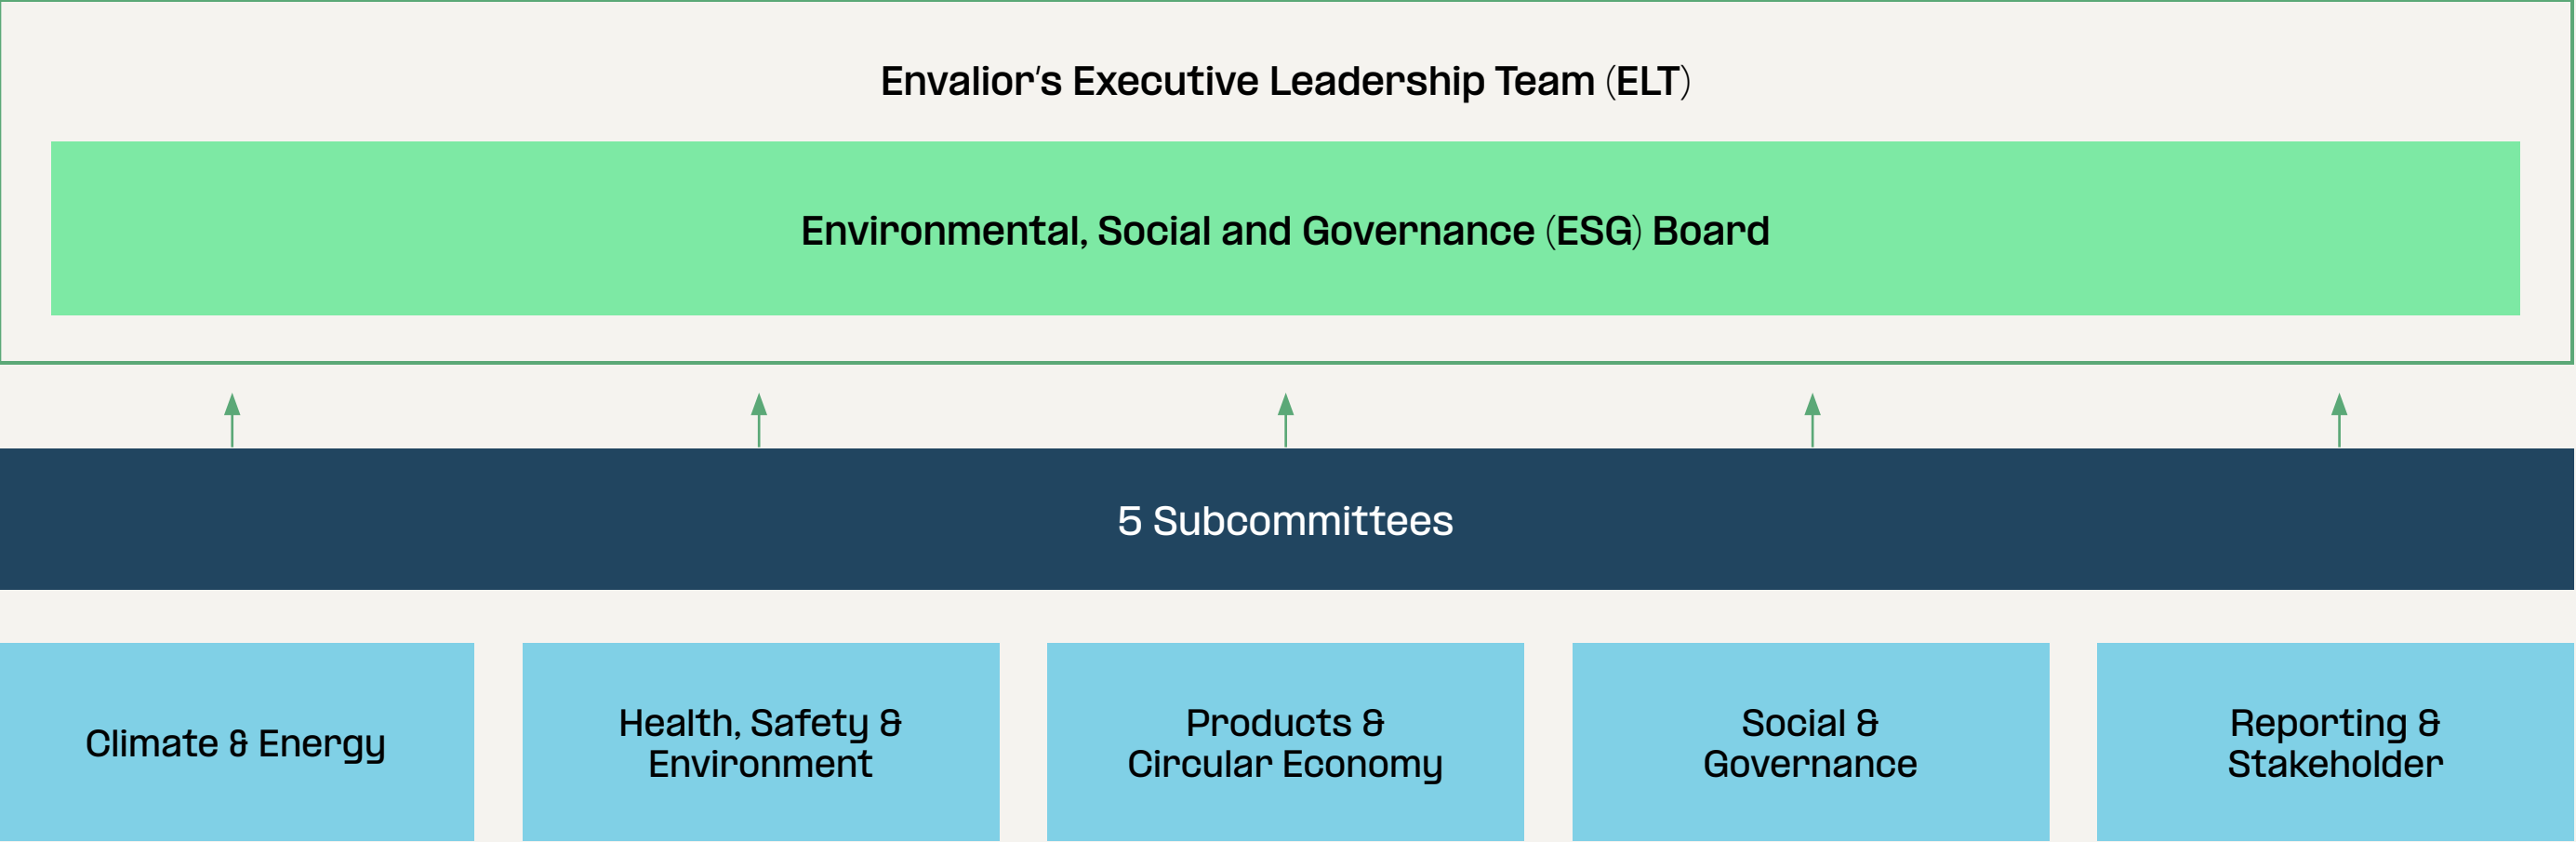 Envalior's Executive Leadership Team (ELT)
Environmental, Social and Governance (ESG) Board
5 Subcommittees
Climate & Energy
Health, Safety &
Environment
Products &
Circular Economy
Social &
Governance
Reporting &
Stakeholder